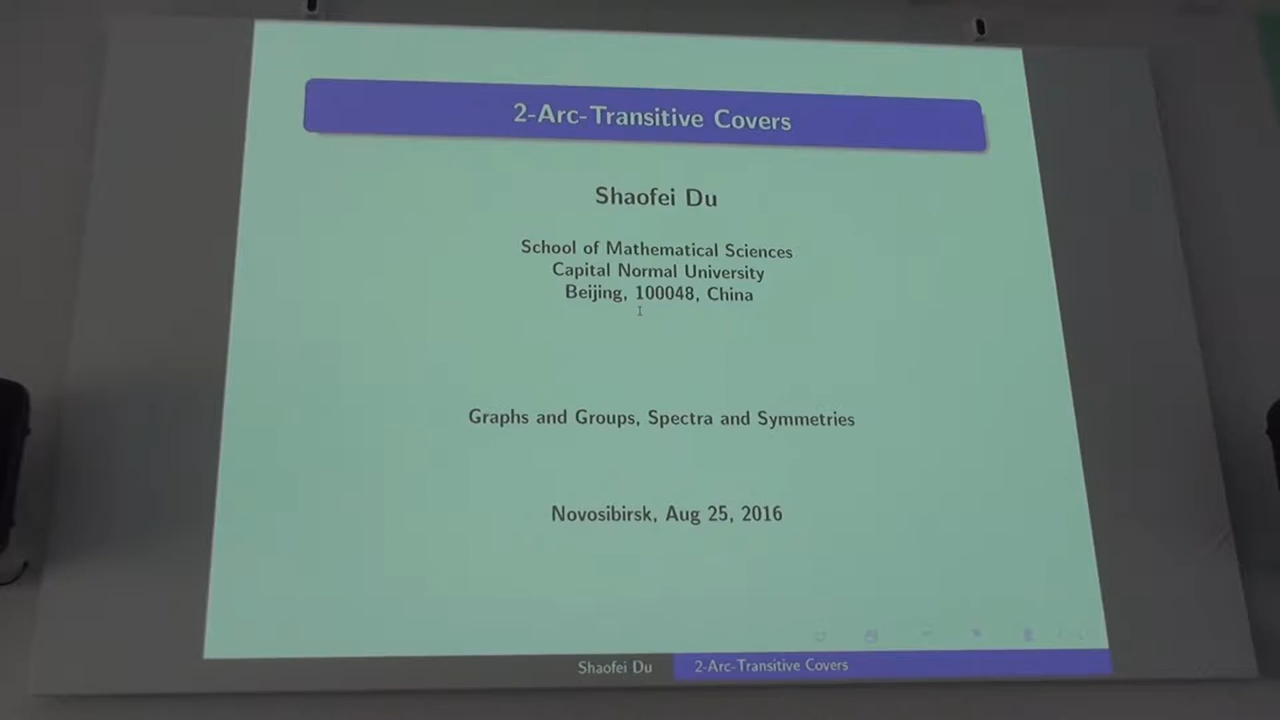 2-Arc-Transitive Covers
Shaofei Du
School of Mathematical Sciences
Capital Normal University
Beijing, 100048, China
Graphs and Groups, Spectra and Symmetries
Novosibirsk, Aug 25, 2016
Shaofei Du
2-Arc-Transitive Covers